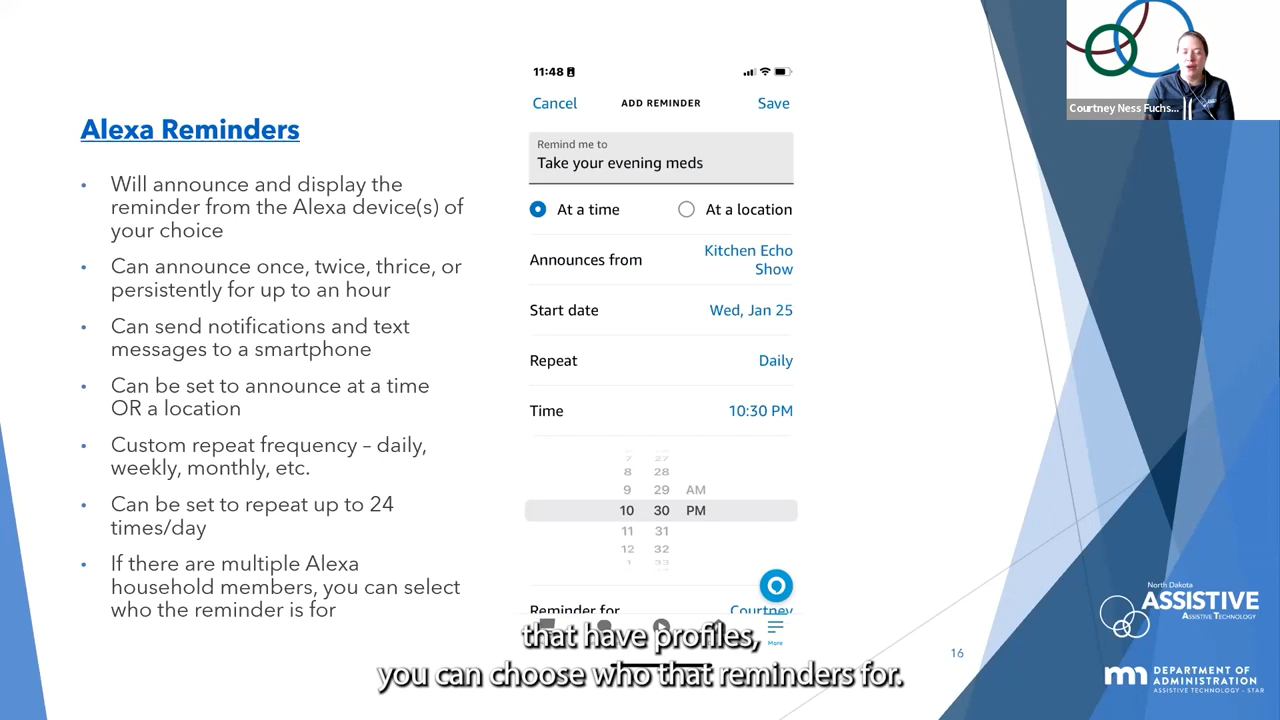 Courtney Ness Fuchs...
Alexa Reminders
• Will announce and display the
reminder from the Alexa device(s) of
your choice
• Can announce once, twice, thrice, or
persistently for up to an hour
• Can send notifications and text
messages to a smartphone
• Can be set to announce at a time
OR a location
• Custom repeat frequency – daily,
weekly, monthly, etc.
• Can be set to repeat up to 24
times/day
• If there are multiple Alexa
household members, you can select
who the reminder is for
11:48
Cancel ADD REMINDER Save
Remind me to
Take your evening meds
At a time At a location
Announces from Kitchen Echo
Show
Start date Wed, Jan 25
Repeat Daily
Time 10:30 PM
7 27
8 28
9 29 AM
10 30 PM
11 31
12 32
1 33
Reminder for Courtney
More
that have profiles,
you can choose who that reminders for.
16
North Dakota
ASSISTIVE
ASSISTIVE TECHNOLOGY
DEPARTMENT OF
ADMINISTRATION
ASSISTIVE TECHNOLOGY - STAR